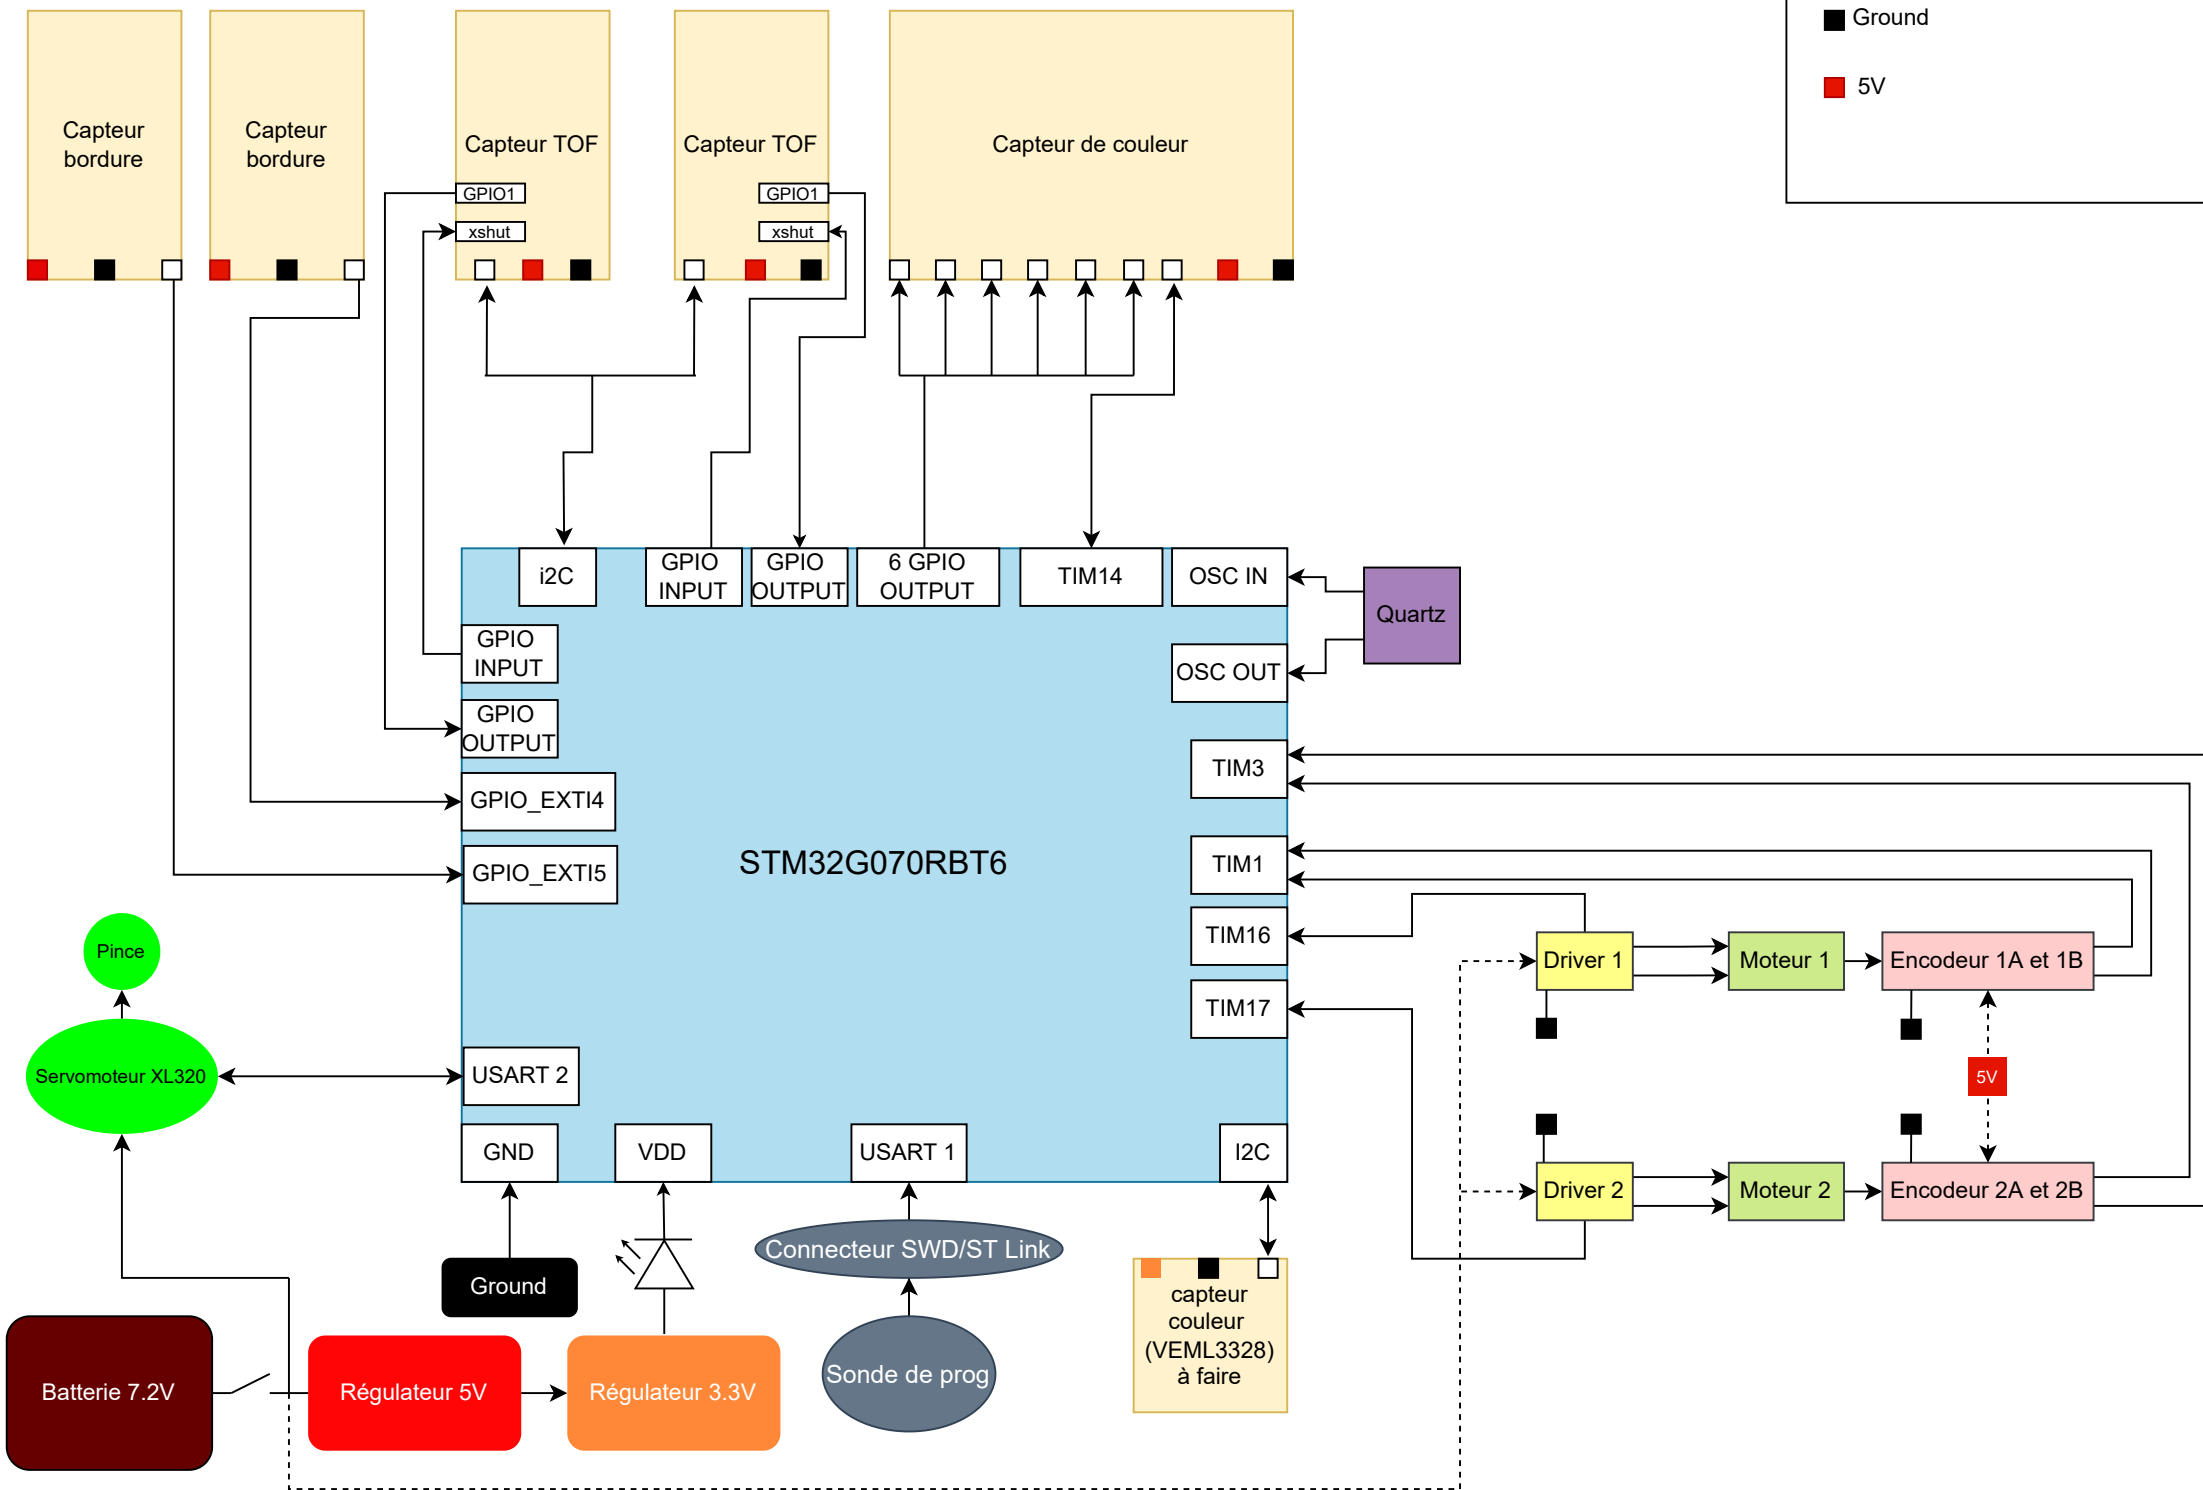 Ground
5V
Capteur
bordure
Capteur
bordure
Capteur TOF
GPIO1
xshut
Capteur TOF
GPIO1
xshut
Capteur de couleur
i2C
GPIO
INPUT
GPIO
OUTPUT
6 GPIO
OUTPUT
TIM14
OSC IN
Quartz
GPIO
INPUT
OSC OUT
GPIO
OUTPUT
TIM3
GPIO_EXTI4
STM32G070RBT6
TIM1
GPIO_EXTI5
TIM16
Pince
Driver 1
Moteur 1
Encodeur 1A et 1B
TIM17
Servomoteur XL320
USART 2
5V
GND
VDD
USART 1
I2C
Driver 2
Moteur 2
Encodeur 2A et 2B
Connecteur SWD/ST Link
Ground
capteur
couleur
(VEML3328)
à faire
Batterie 7.2V
Régulateur 5V
Régulateur 3.3V
Sonde de prog